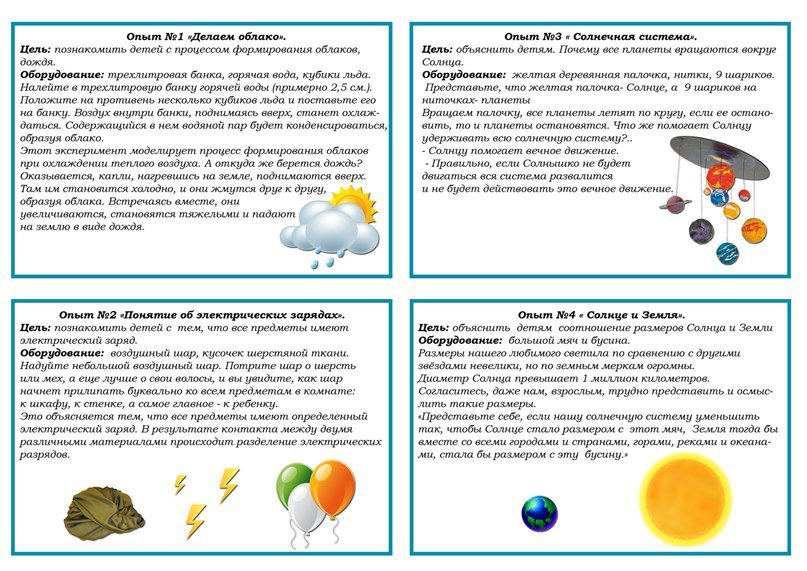 Опыт №1 «Делаем облако».
Цель: познакомить детей с процессом формирования облаков,
дождя.
Оборудование: трехлитровая банка, горячая вода, кубики льда.
Налейте в трехлитровую банку горячей воды (примерно 2,5 см.).
Положите на противень несколько кубиков льда и поставьте его
на банку. Воздух внутри банки, поднимаясь вверх, станет охлаж-
даться. Содержащийся в нем водяной пар будет конденсироваться,
образуя облако.
Этот эксперимент моделирует процесс формирования облаков
при охлаждении теплого воздуха. А откуда же берется дождь?
Оказывается, капли, нагревшись на земле, поднимаются вверх.
Там им становится холодно, и они жмутся друг к другу,
образуя облака. Встречаясь вместе, они
увеличиваются, становятся тяжелыми и падают
на землю в виде дождя.
Опыт №2 «Понятие об электрических зарядах».
Цель: познакомить детей с  тем, что все предметы имеют
электрический заряд.
Оборудование:  воздушный шар, кусочек шерстяной ткани.
Надуйте небольшой воздушный шар. Потрите шар о шерсть
или мех, а еще лучше о свои волосы, и вы увидите, как шар
начнет прилипать буквально ко всем предметам в комнате:
к шкафу, к стенке, а самое главное - к ребенку.
Это объясняется тем, что все предметы имеют определенный
электрический заряд. В результате контакта между двумя
различными материалами происходит разделение электрических
разрядов.
Опыт №3 « Солнечная система».
Цель: объяснить детям. Почему все планеты вращаются вокруг
Солнца.
Оборудование:  желтая деревянная палочка, нитки, 9 шариков.
Представьте, что желтая палочка- Солнце, а  9 шариков на
ниточках- планеты
Вращаем палочку, все планеты летят по кругу, если ее остано-
вить, то и планеты остановятся. Что же помогает Солнцу
удерживать всю солнечную систему?..
- Солнцу помогает вечное движение.
- Правильно, если Солнышко не будет
двигаться вся система развалится
и не будет действовать это вечное движение.
Опыт №4 « Солнце и Земля».
Цель: объяснить  детям  соотношение размеров Солнца и Земли
Оборудование:  большой мяч и бусина.
Размеры нашего любимого светила по сравнению с другими
звёздами невелики, но по земным меркам огромны.
Диаметр Солнца превышает 1 миллион километров.
Согласитесь, даже нам, взрослым, трудно представить и осмыс-
лить такие размеры.
«Представьте себе, если нашу солнечную систему уменьшить
так, чтобы Солнце стало размером с  этот мяч,  Земля тогда бы
вместе со всеми городами и странами, горами, реками и океана-
ми, стала бы размером с эту  бусину.»